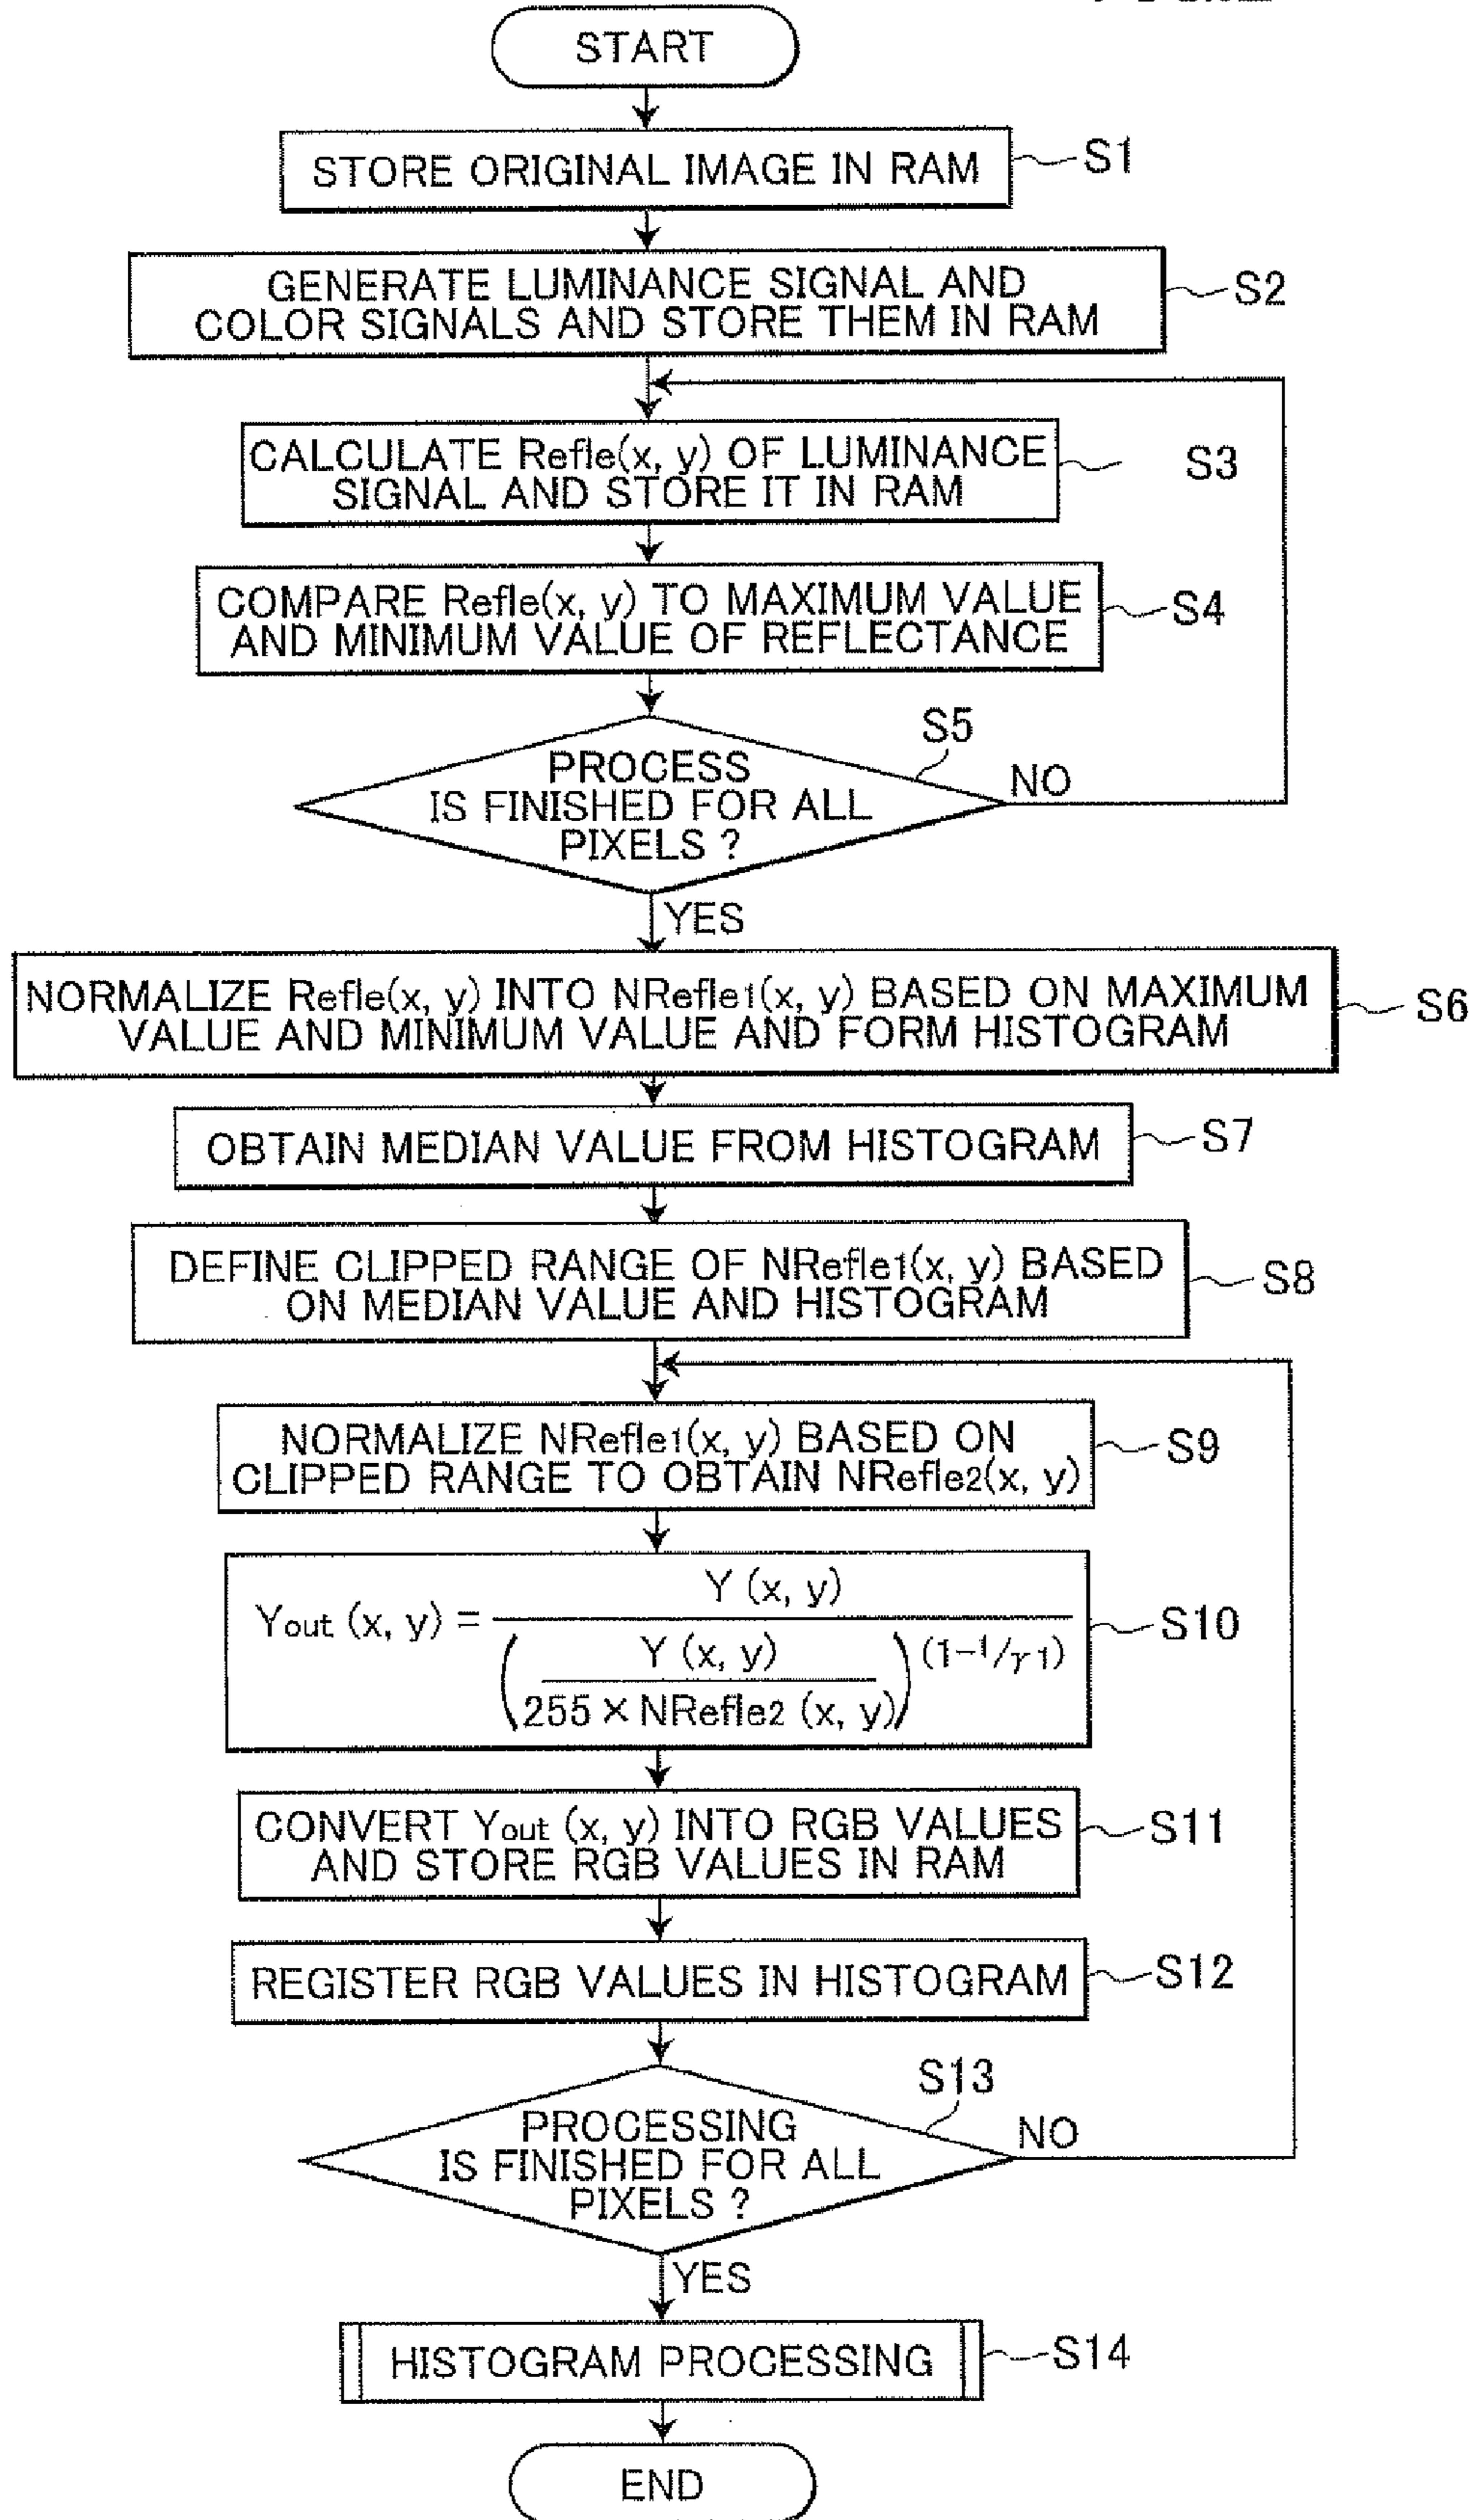 START
STORE ORIGINAL IMAGE IN RAM
S1
GENERATE LUMINANCE SIGNAL AND
COLOR SIGNALS AND STORE THEM IN RAM
S2
CALCULATE Refle(x, y) OF LUMINANCE
SIGNAL AND STORE IT IN RAM
S3
COMPARE Refle(x, y) TO MAXIMUM VALUE
AND MINIMUM VALUE OF REFLECTANCE
S4
S5
PROCESS
IS FINISHED FOR ALL
PIXELS ?
NO
YES
NORMALIZE Refle(x, y) INTO NRefle1(x, y) BASED ON MAXIMUM
VALUE AND MINIMUM VALUE AND FORM HISTOGRAM
S6
OBTAIN MEDIAN VALUE FROM HISTOGRAM
S7
DEFINE CLIPPED RANGE OF NRefle1(x, y) BASED
ON MEDIAN VALUE AND HISTOGRAM
S8
NORMALIZE NRefle1(x, y) BASED ON
CLIPPED RANGE TO OBTAIN NRefle2(x, y)
S9
Y (x, y)
Yout (x, y) =
Y (x, y)
(1-1/γ1)
255 × NRefle2 (x, y)
S10
CONVERT Yout (x, y) INTO RGB VALUES
AND STORE RGB VALUES IN RAM
S11
REGISTER RGB VALUES IN HISTOGRAM
S12
S13
PROCESSING
IS FINISHED FOR ALL
PIXELS ?
NO
YES
HISTOGRAM PROCESSING
S14
END